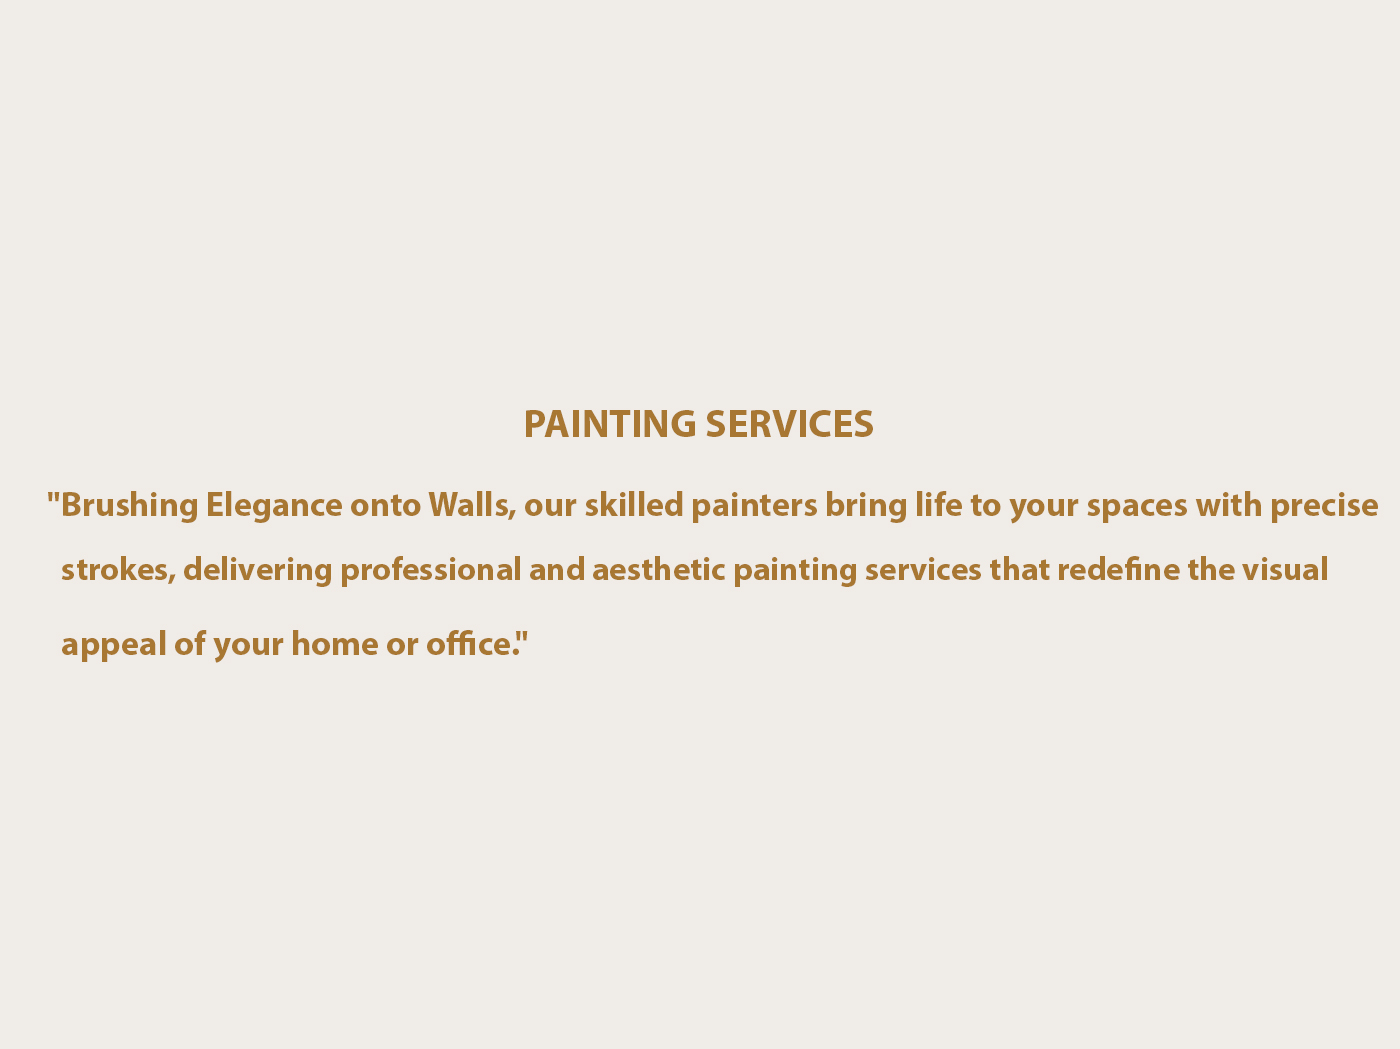 PAINTING SERVICES
"Brushing Elegance onto Walls, our skilled painters bring life to your spaces with precise
strokes, delivering professional and aesthetic painting services that redefine the visual
appeal of your home or office."